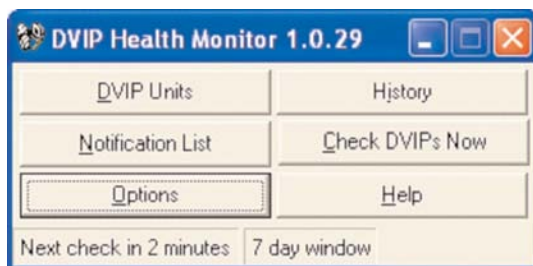 DVIP Health Monitor 1.0.29
DVIP Units History
Notification List Check DVIPs Now
Options Help
Next check in 2 minutes 7 day window